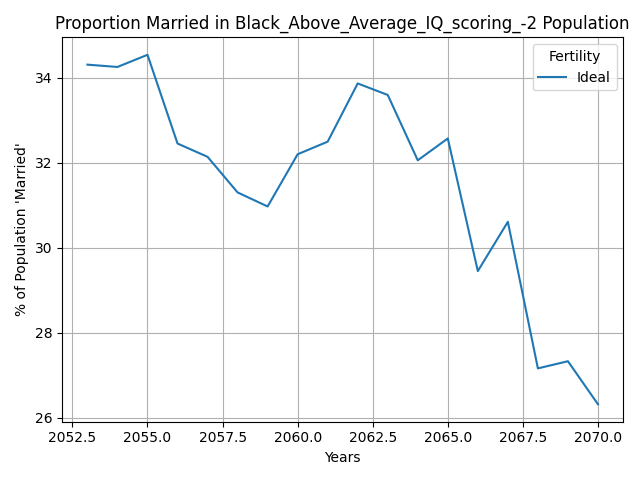 Proportion Married in Black_Above_Average_IQ_scoring_-2 Population
Fertility
Ideal
% of Population 'Married'
34
32
30
28
26
2052.5 2055.0 2057.5 2060.0 2062.5 2065.0 2067.5 2070.0
Years